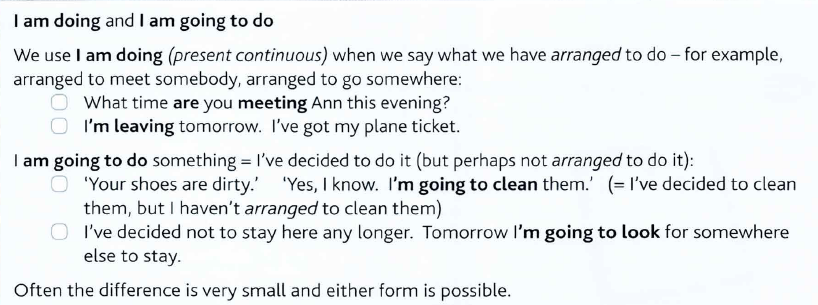 I am doing and I am going to do
We use I am doing (present continuous) when we say what we have arranged to do – for example,
arranged to meet somebody, arranged to go somewhere:
What time are you meeting Ann this evening?
I'm leaving tomorrow. I've got my plane ticket.
I am going to do something = I've decided to do it (but perhaps not arranged to do it):
'Your shoes are dirty.' 'Yes, I know. I'm going to clean them.' (= I've decided to clean
them, but I haven't arranged to clean them)
I've decided not to stay here any longer. Tomorrow I'm going to look for somewhere
else to stay.
Often the difference is very small and either form is possible.